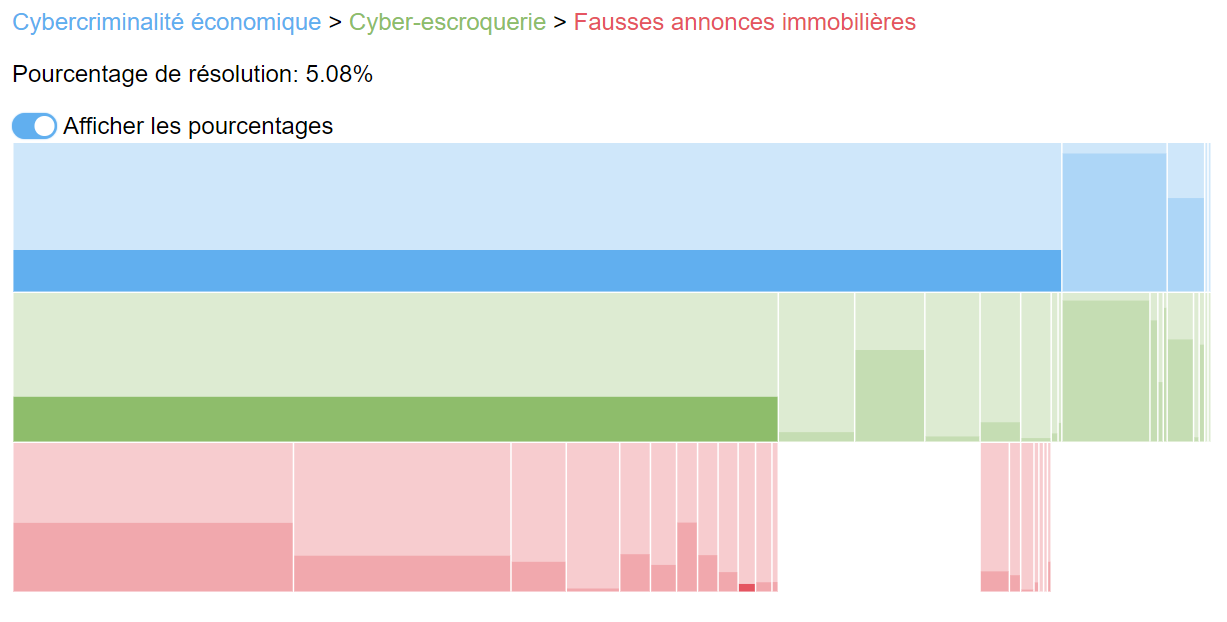 Cybercriminalité économique > Cyber-escroquerie > Fausses annonces immobilières
Pourcentage de résolution: 5.08%
Afficher les pourcentages